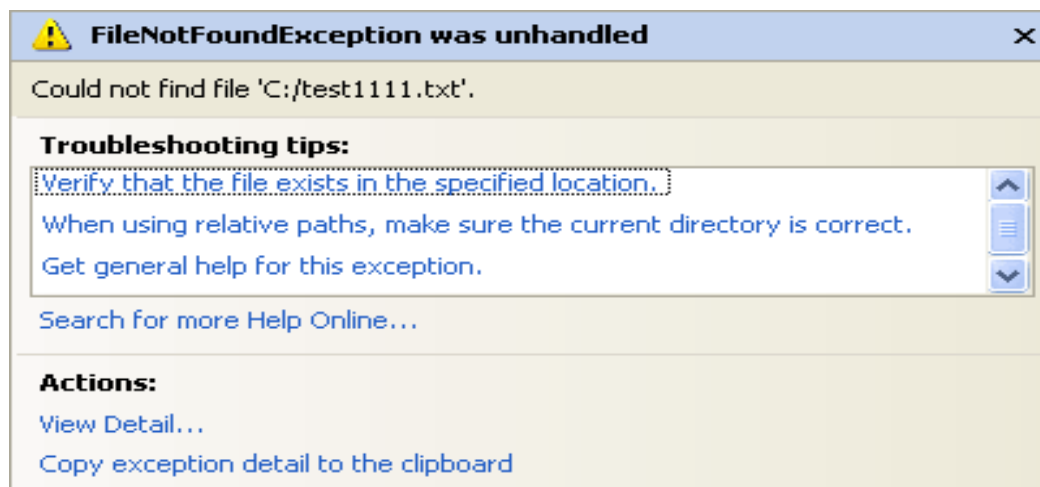 FileNotFoundException was unhandled
Could not find file 'C:/test1111.txt'.
Troubleshooting tips:
Verify that the file exists in the specified location.
When using relative paths, make sure the current directory is correct.
Get general help for this exception.
Search for more Help Online...
Actions:
View Detail...
Copy exception detail to the clipboard